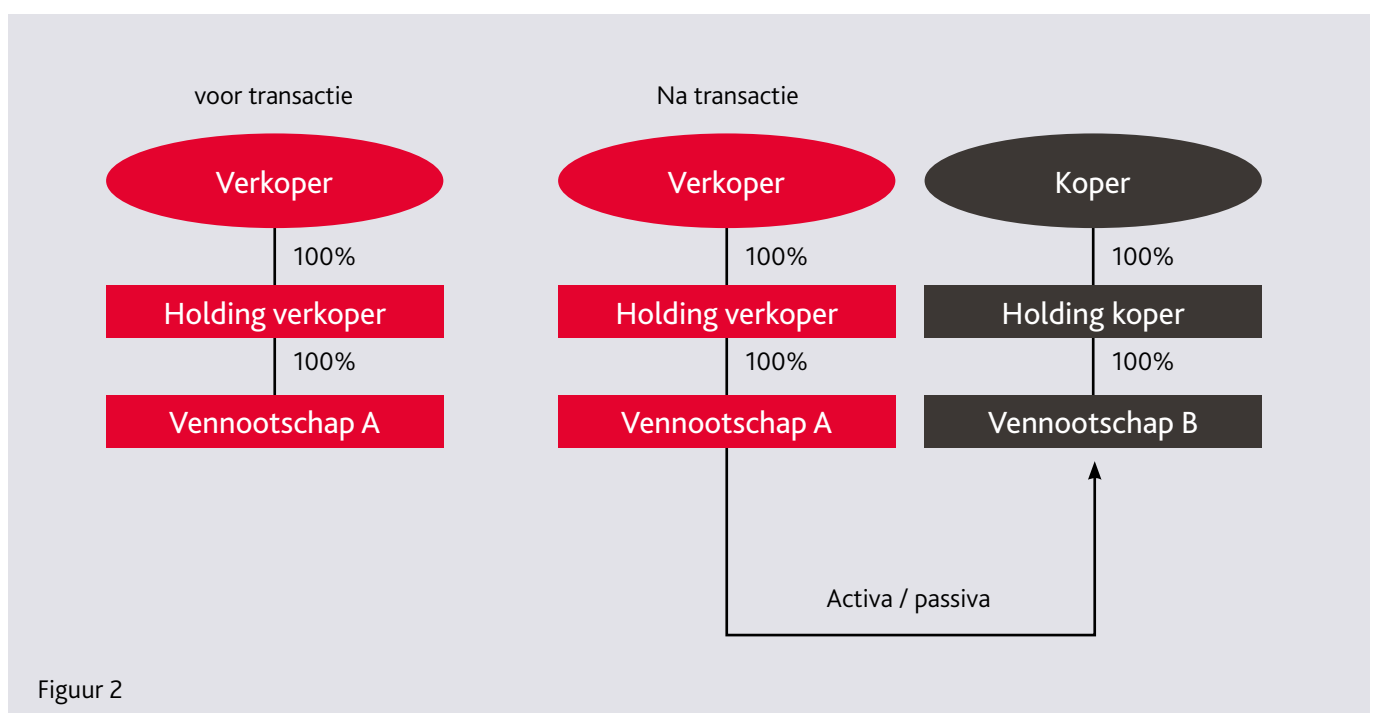 voor transactie
Na transactie
Verkoper
Verkoper
Koper
100%
100%
100%
Holding verkoper
Holding verkoper
Holding koper
100%
100%
100%
Vennootschap A
Vennootschap A
Vennootschap B
Activa / passiva
Figuur 2